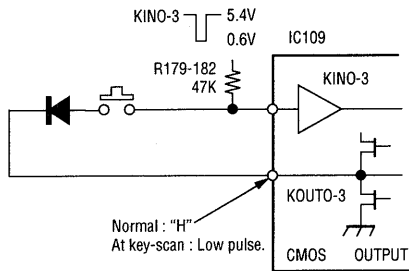 KINO-3
5.4V
0.6V
IC109
R179-182
47K
KINO-3
KOUTO-3
Normal : “H”
At key-scan : Low pulse.
CMOS OUTPUT